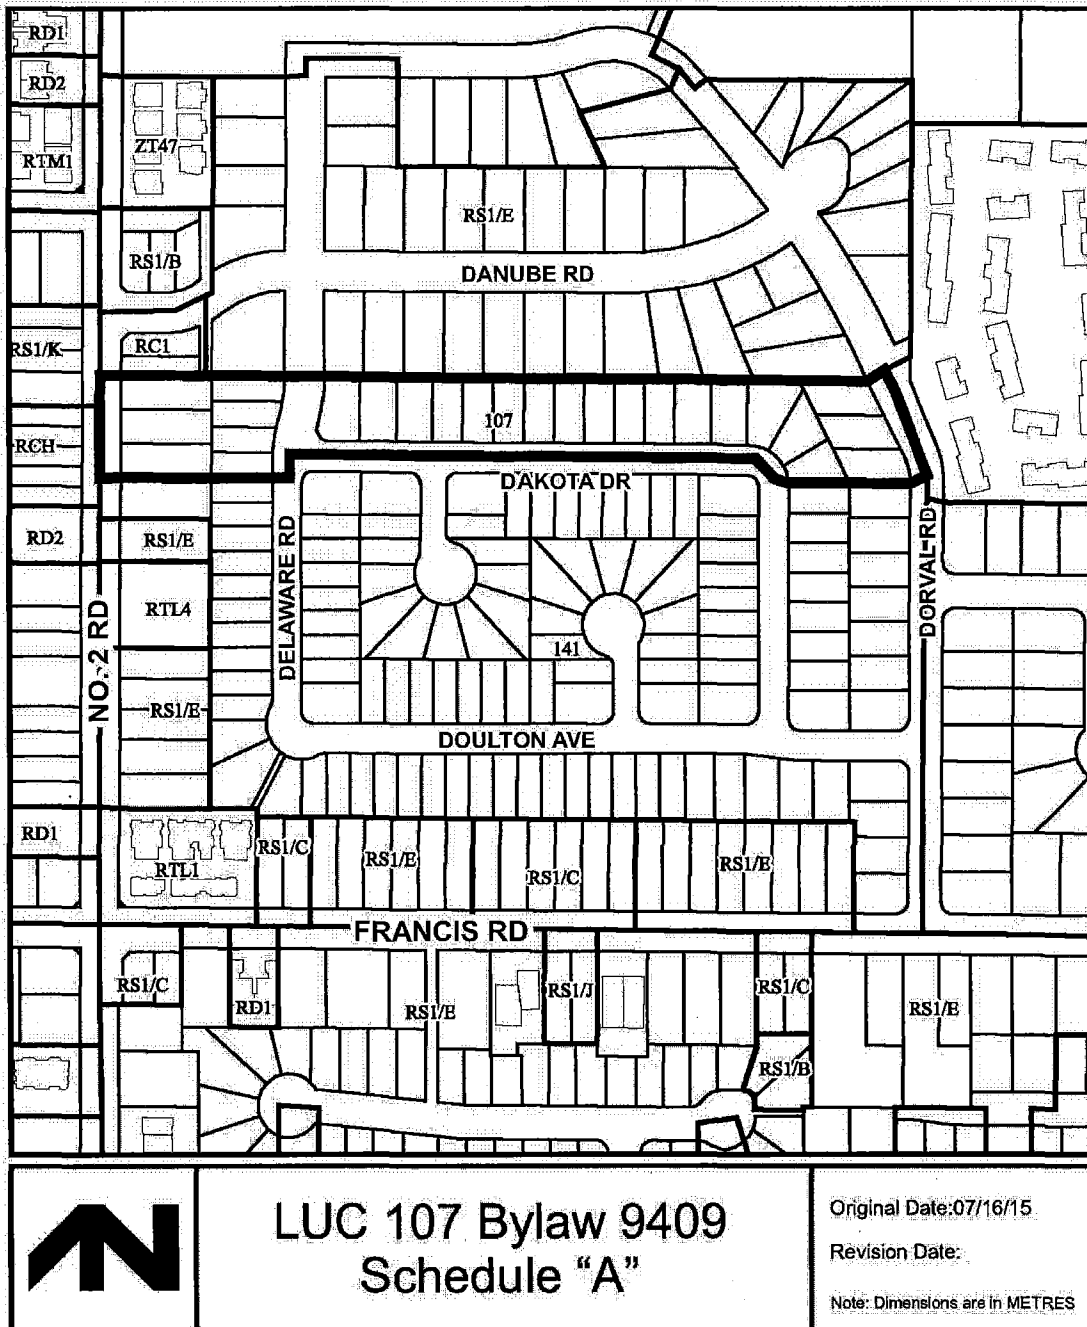 RD1
RD2
RTM1
ZT47
RS1/E
RS1/B
DANUBE RD
RS1/K
RC1
RCH
107
DAKOTA DR
RD2
RS1/E
DELAWARE RD
DORVAL RD
RTL4
NO. 2 RD
141
RS1/E
DOULTON AVE
RD1
RTL1
RS1/C
RS1/E
RS1/C
RS1/E
FRANCIS RD
RS1/C
RD1
RS1/E
RS1/J
RS1/C
RS1/E
RS1/B
LUC 107 Bylaw 9409
Schedule “A”
Original Date:07/16/15
Revision Date:
Note: Dimensions are in METRES